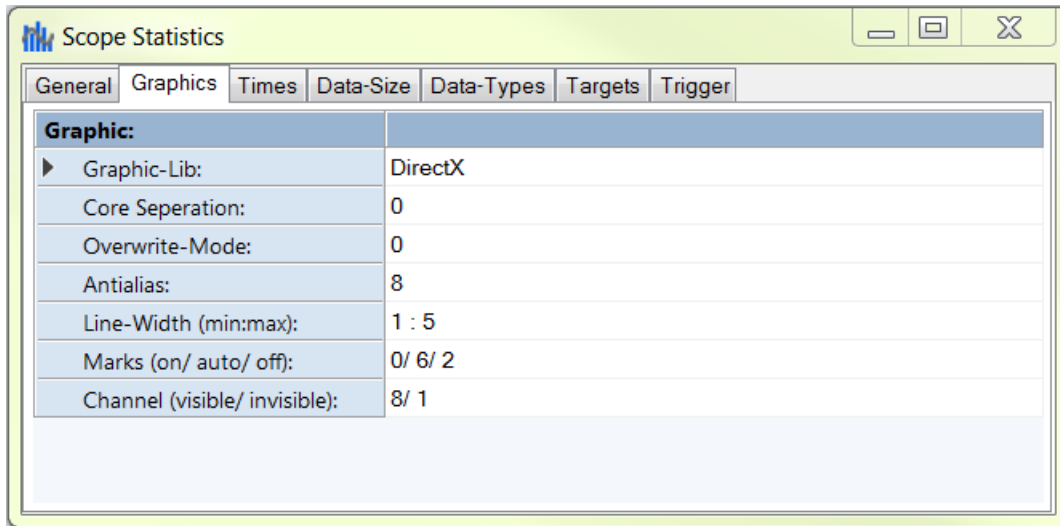 Scope Statistics
General Graphics Times Data-Size Data-Types Targets Trigger
Graphic:
Graphic-Lib: DirectX
Core Seperation: 0
Overwrite-Mode: 0
Antialias: 8
Line-Width (min:max): 1 : 5
Marks (on/ auto/ off): 0/ 6/ 2
Channel (visible/ invisible): 8/ 1